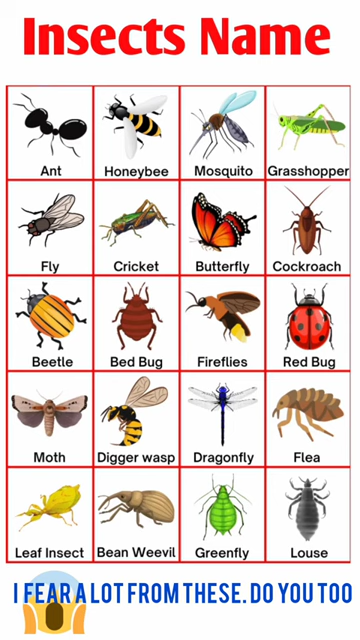 Insects Name
Ant Honeybee Mosquito Grasshopper
Fly Cricket Butterfly Cockroach
Beetle Bed Bug Fireflies Red Bug
Moth Digger wasp Dragonfly Flea
Leaf Insect Bean Weevil Greenfly Louse
I FEAR A LOT FROM THESE. DO YOU TOO